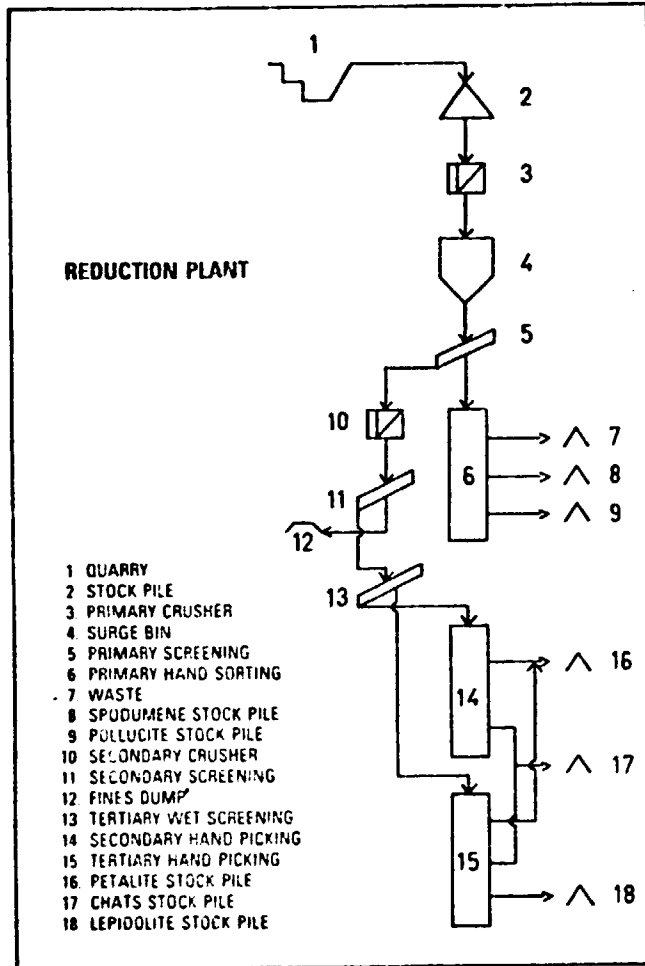 1
2
3
REDUCTION PLANT
4
5
10
6
7
8
9
11
12
13
14
16
17
15
18
1 QUARRY
2 STOCK PILE
3 PRIMARY CRUSHER
4 SURGE BIN
5 PRIMARY SCREENING
6 PRIMARY HAND SORTING
7 WASTE
8 SPODUMENE STOCK PILE
9 POLLUCITE STOCK PILE
10 SECONDARY CRUSHER
11 SECONDARY SCREENING
12 FINES DUMP
13 TERTIARY WET SCREENING
14 SECONDARY HAND PICKING
15 TERTIARY HAND PICKING
16 PETALITE STOCK PILE
17 CHATS STOCK PILE
18 LEPIDOLITE STOCK PILE